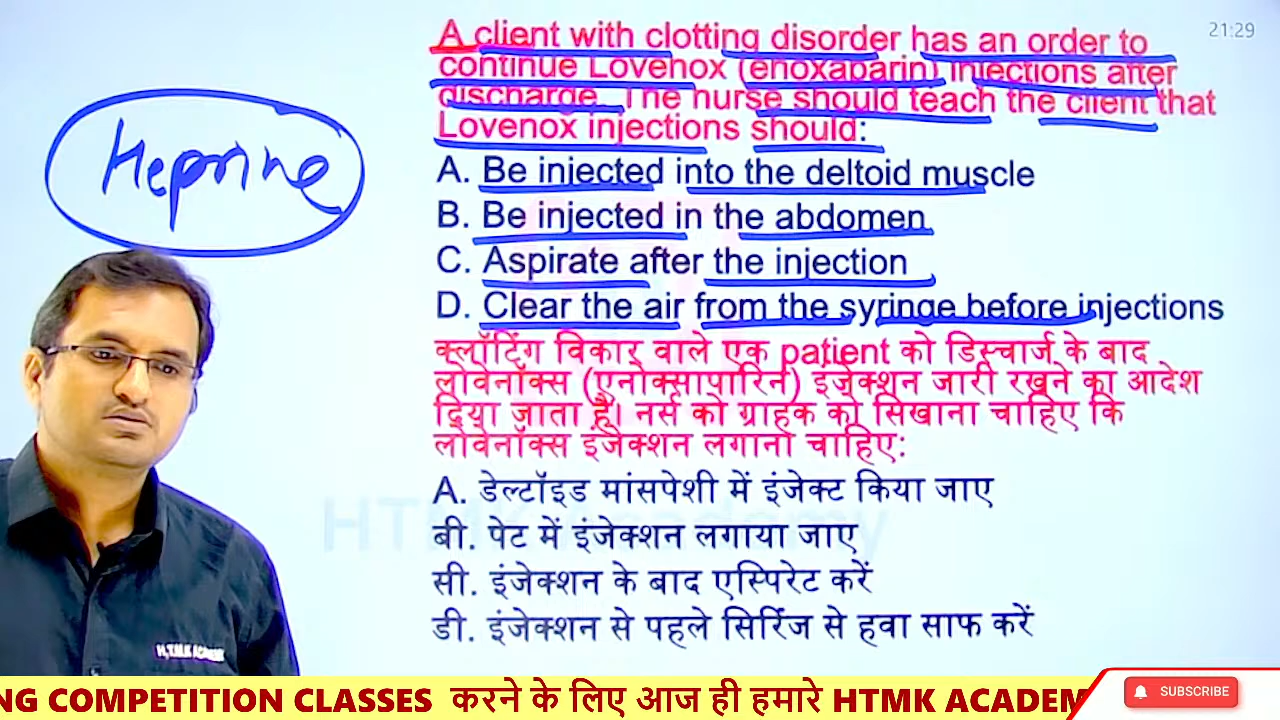 21:29
A client with clotting disorder has an order to
continue Lovenox (enoxaparin) injections after
discharge. The nurse should teach the client that
Lovenox injections should:
A. Be injected into the deltoid muscle
B. Be injected in the abdomen
C. Aspirate after the injection
D. Clear the air from the syringe before injections
Heprine
क्लॉटिंग विकार वाले एक patient को डिस्चार्ज के बाद
लोवेनॉक्स (एनोक्सापारिन) इंजेक्शन जारी रखने का आदेश
दिया जाता है। नर्स को ग्राहक को सिखाना चाहिए कि
लोवेनॉक्स इंजेक्शन लगाना चाहिए:
A. डेल्टॉइड मांसपेशी में इंजेक्ट किया जाए
बी. पेट में इंजेक्शन लगाया जाए
सी. इंजेक्शन के बाद एस्पिरेट करें
डी. इंजेक्शन से पहले सिरिंज से हवा साफ करें
HTMK Academy
H.T.M.K ACADEM
NG COMPETITION CLASSES करने के लिए आज ही हमारे HTMK ACADEM
SUBSCRIBE